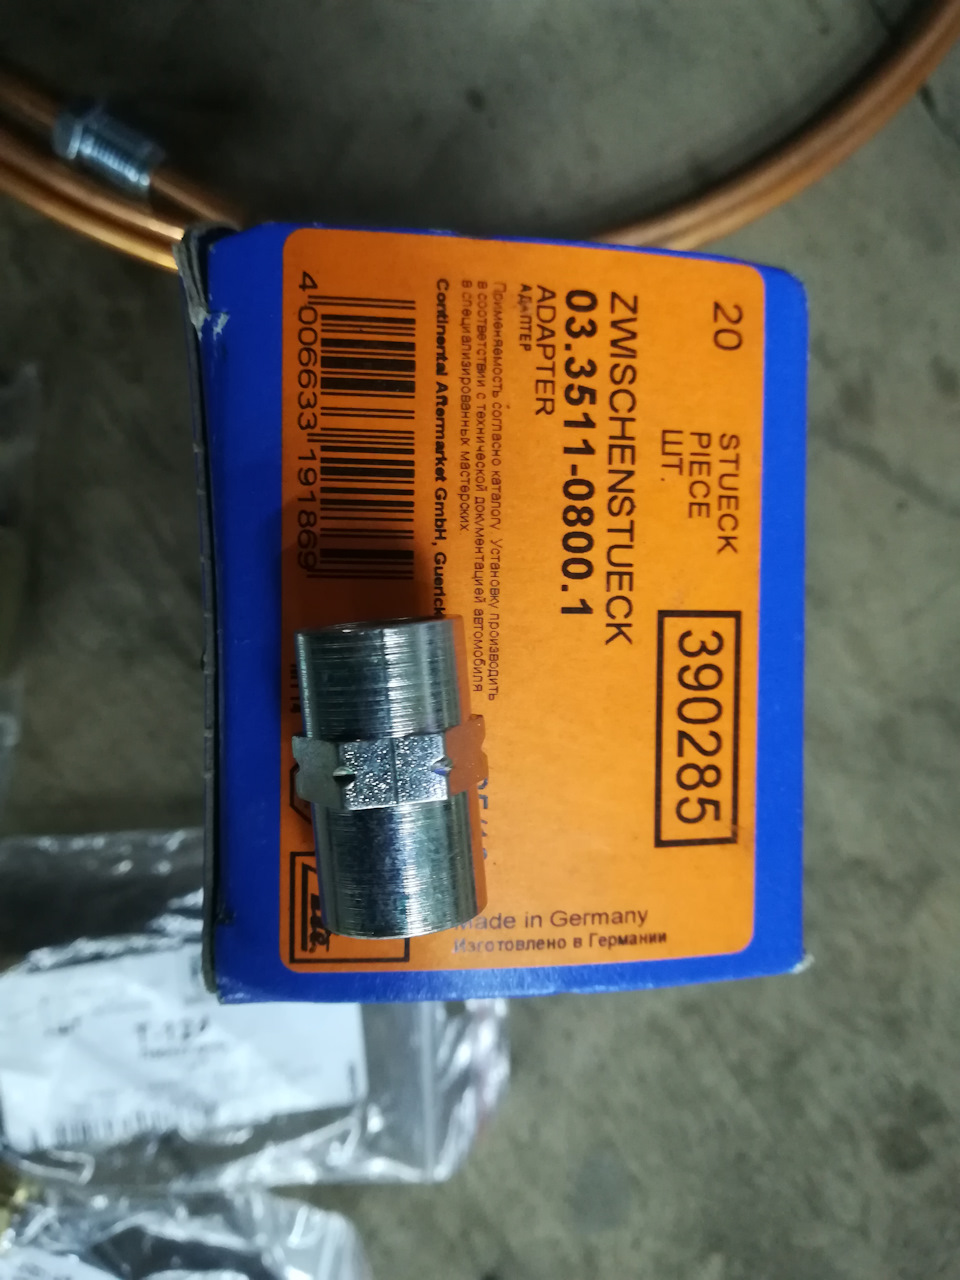 20
STUECK
PIECE
ШТ.
390285
ZWISCHENSTUECK
03.3511-0800.1
ADAPTER
АДАПТЕР
Применяемость согласно каталогу. Установку производить
в соответствии с технической документацией автомобиля
в специализированных мастерских.
Continental Aftermarket GmbH, Guerick
4 006633 191869
Made in Germany
Изготовлено в Германии
ate